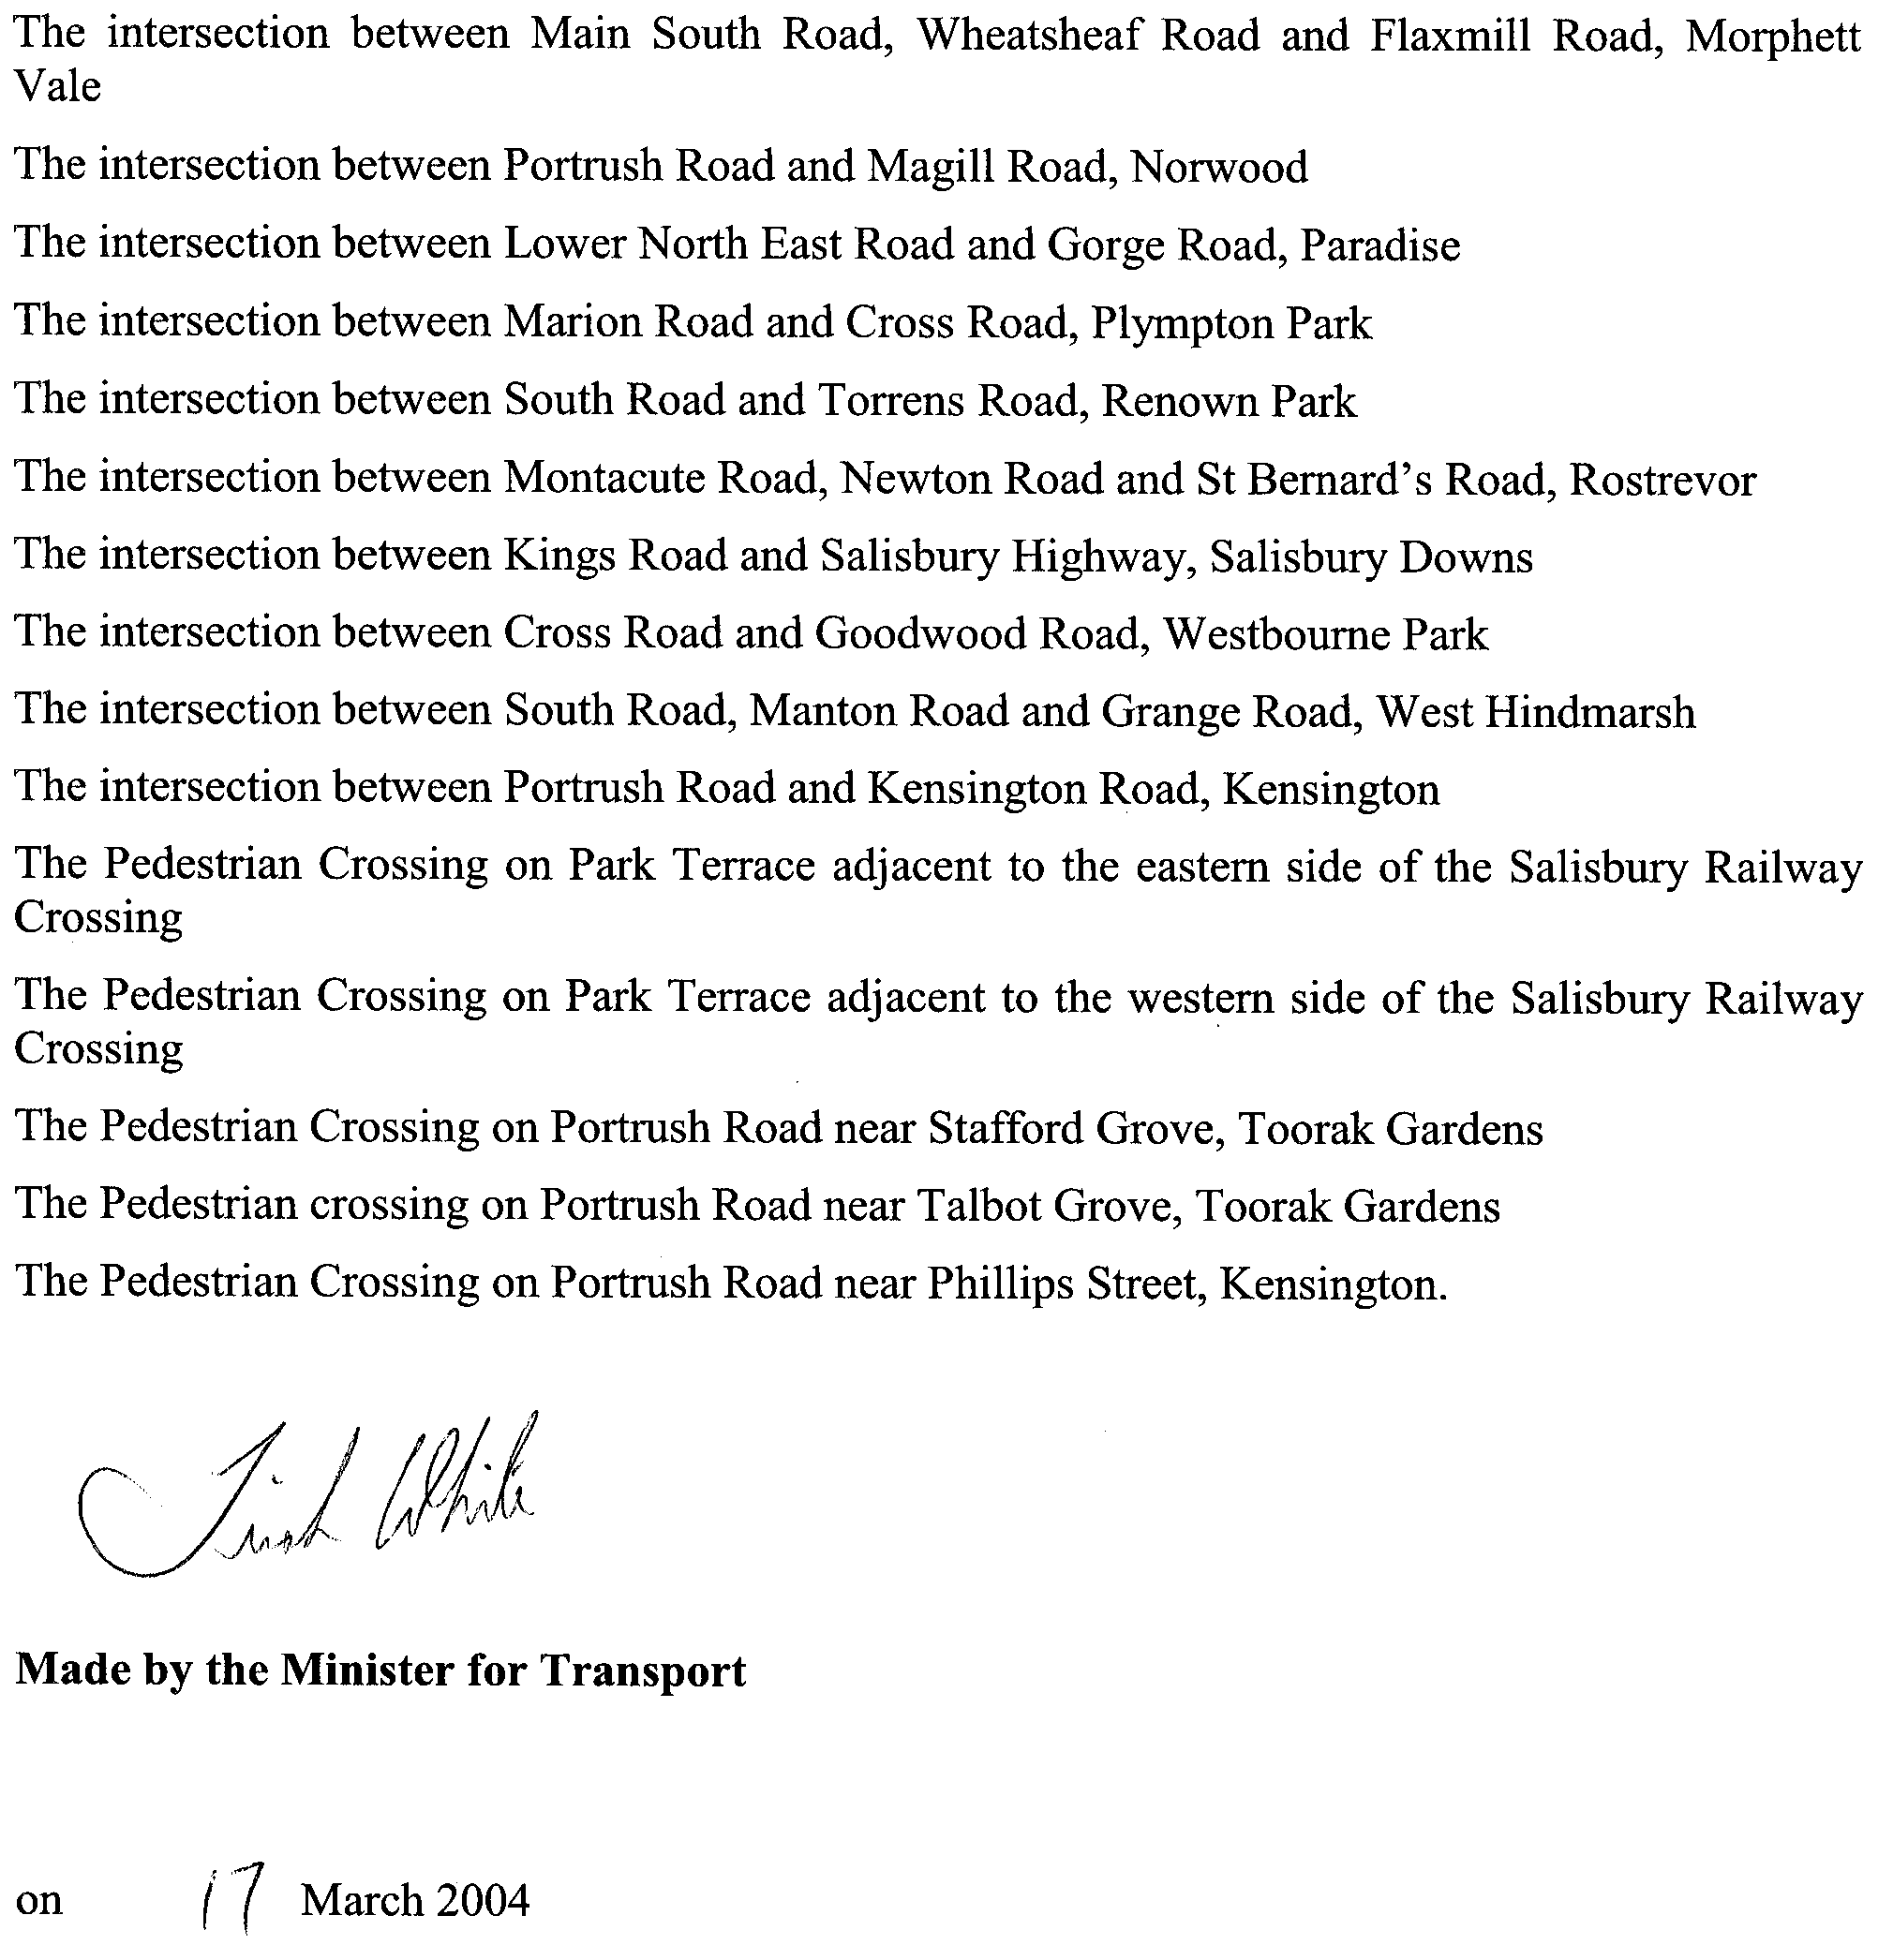 The intersection between Main South Road, Wheatsheaf Road and Flaxmill Road, Morphett
Vale
The intersection between Portrush Road and Magill Road, Norwood
The intersection between Lower North East Road and Gorge Road, Paradise
The intersection between Marion Road and Cross Road, Plympton Park
The intersection between South Road and Torrens Road, Renown Park
The intersection between Montacute Road, Newton Road and St Bernard's Road, Rostrevor
The intersection between Kings Road and Salisbury Highway, Salisbury Downs
The intersection between Cross Road and Goodwood Road, Westbourne Park
The intersection between South Road, Manton Road and Grange Road, West Hindmarsh
The intersection between Portrush Road and Kensington Road, Kensington
The Pedestrian Crossing on Park Terrace adjacent to the eastern side of the Salisbury Railway
Crossing
The Pedestrian Crossing on Park Terrace adjacent to the western side of the Salisbury Railway
Crossing
The Pedestrian Crossing on Portrush Road near Stafford Grove, Toorak Gardens
The Pedestrian crossing on Portrush Road near Talbot Grove, Toorak Gardens
The Pedestrian Crossing on Portrush Road near Phillips Street, Kensington.
Trish White
Made by the Minister for Transport
on 17 March 2004